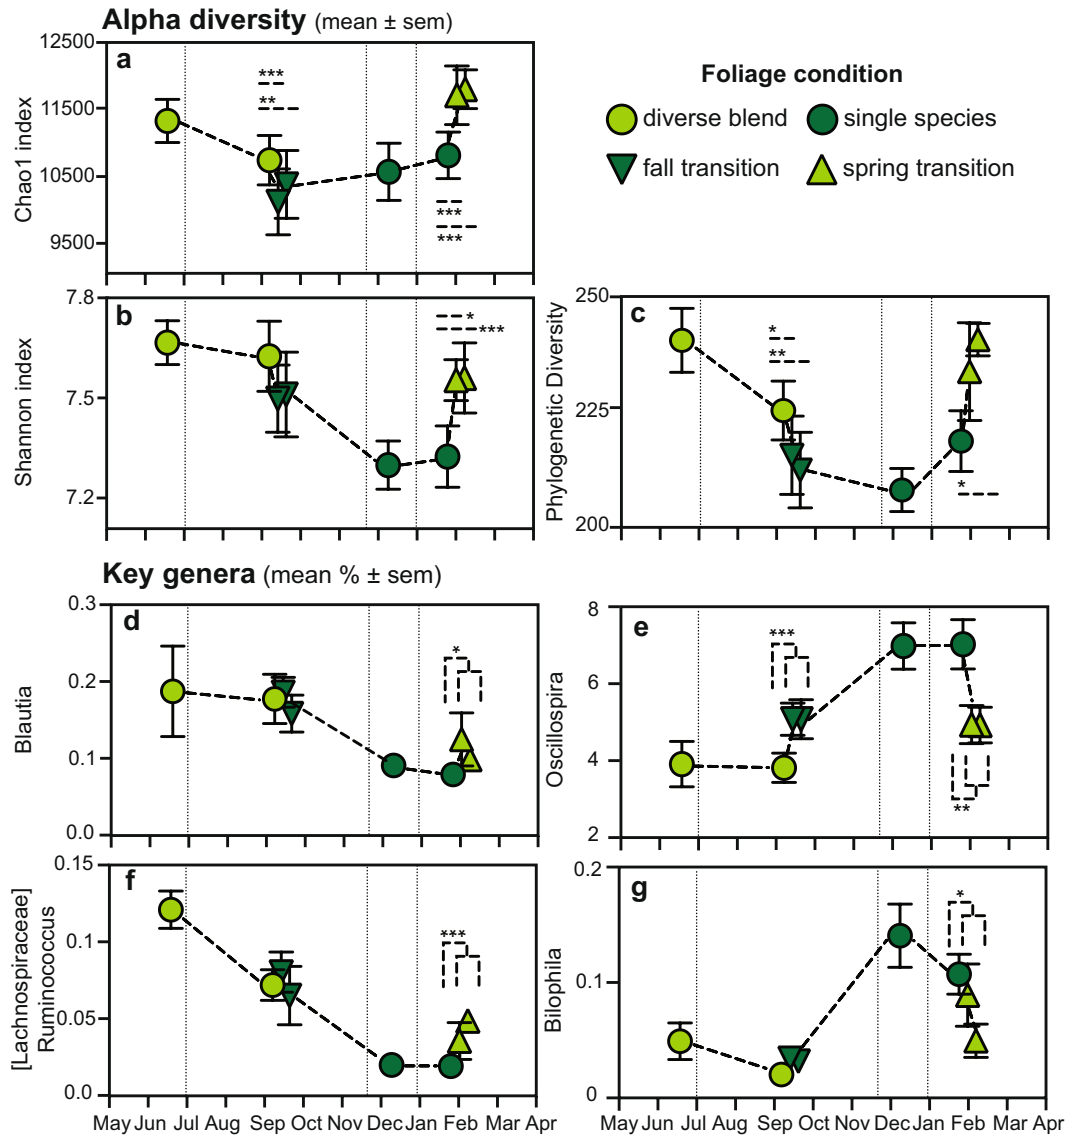 Alpha diversity (mean ± sem)
a
Chao1 index
12500
11500
10500
9500
***
**
***
***
Foliage condition
diverse blend
single species
fall transition
spring transition
b
Shannon index
7.8
7.5
7.2
*
***
c
Phylogenetic Diversity
250
225
200
*
**
*
Key genera (mean % ± sem)
d
Blautia
0.3
0.2
0.1
0.0
*
e
Oscillospira
8
6
4
2
***
**
f
[Lachnospiraceae]
Ruminococcus
0.15
0.1
0.05
0.0
***
g
Bilophila
0.2
0.1
0
*
May Jun Jul Aug Sep Oct Nov Dec Jan Feb Mar Apr
May Jun Jul Aug Sep Oct Nov Dec Jan Feb Mar Apr